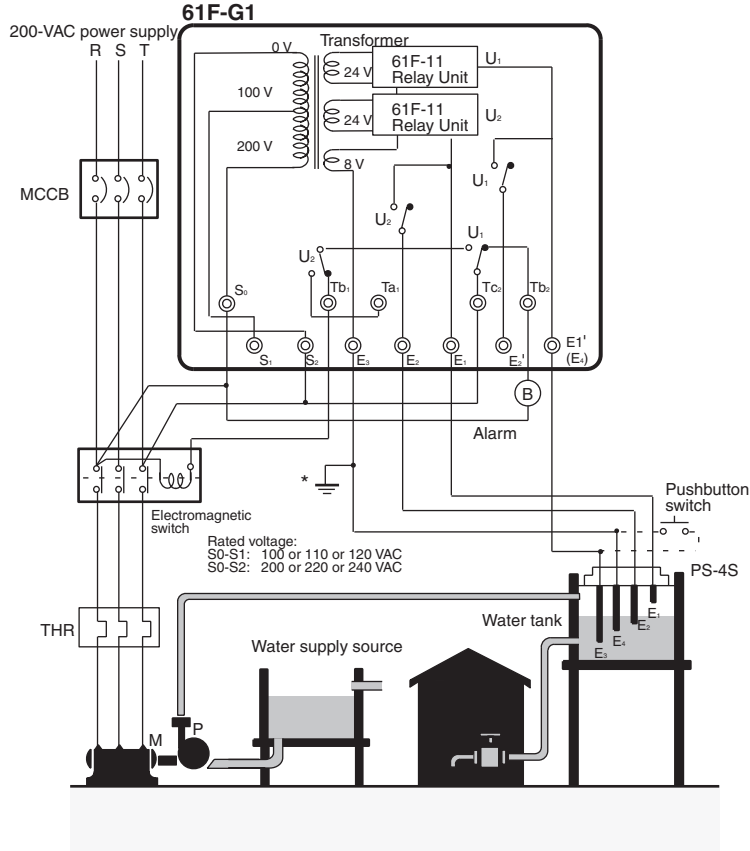 61F-G1
200-VAC power supply
R S T
0 V
Transformer
24 V
61F-11
Relay Unit
U1
100 V
24 V
61F-11
Relay Unit
U2
200 V
8 V
MCCB
U1
U2
U1
U2
S0
Tb1
Ta1
Tc2
Tb2
S1
S2
E3
E2
E1
E2'
E1'
(E4)
B
Alarm
*
Electromagnetic
switch
Rated voltage:
S0-S1: 100 or 110 or 120 VAC
S0-S2: 200 or 220 or 240 VAC
Pushbutton
switch
PS-4S
THR
Water tank
E1
E2
E4
E3
Water supply source
M
P